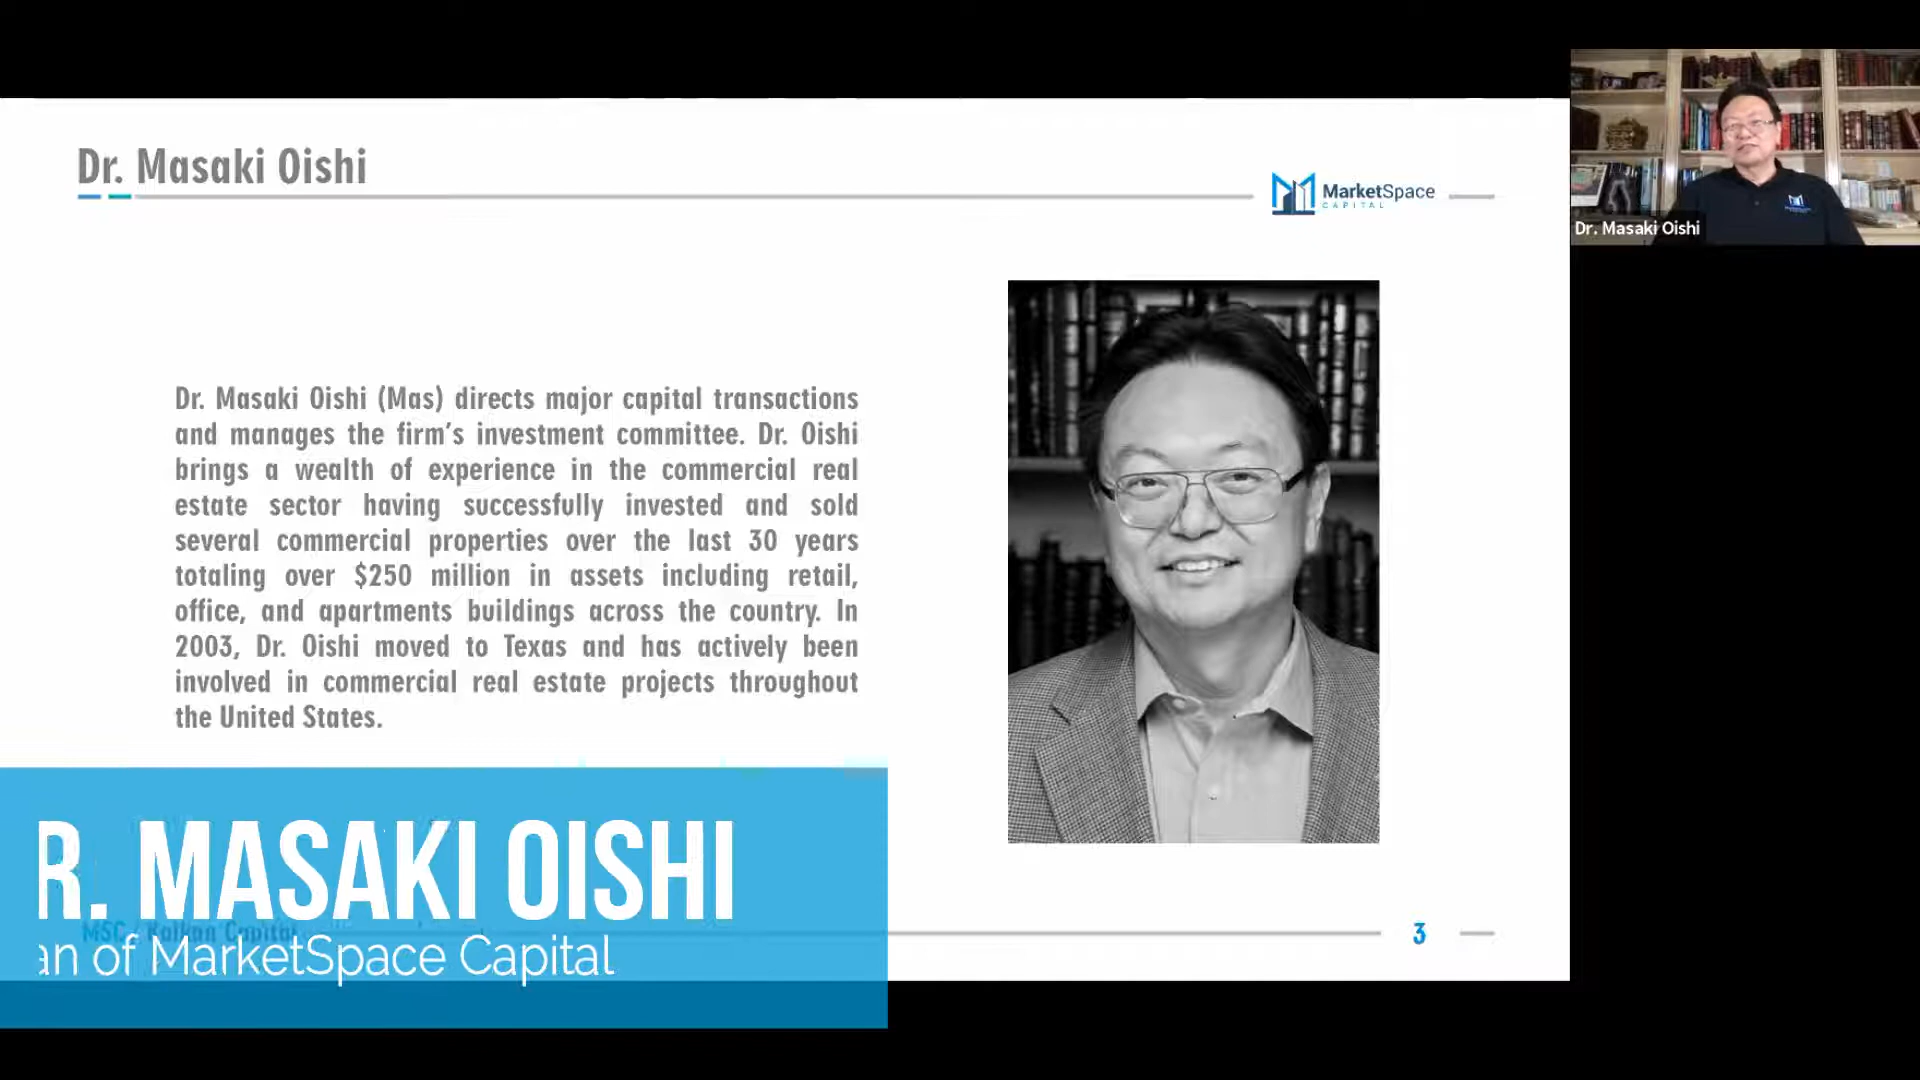 Dr. Masaki Oishi
MarketSpace
CAPITAL
Dr. Masaki Oishi
Dr. Masaki Oishi (Mas) directs major capital transactions
and manages the firm's investment committee. Dr. Oishi
brings a wealth of experience in the commercial real
estate sector having successfully invested and sold
several commercial properties over the last 30 years
totaling over $250 million in assets including retail,
office, and apartments buildings across the country. In
2003, Dr. Oishi moved to Texas and has actively been
involved in commercial real estate projects throughout
the United States.
R. MASAKI OISHI
MSC / Kalkan Capital
an of MarketSpace Capital
3